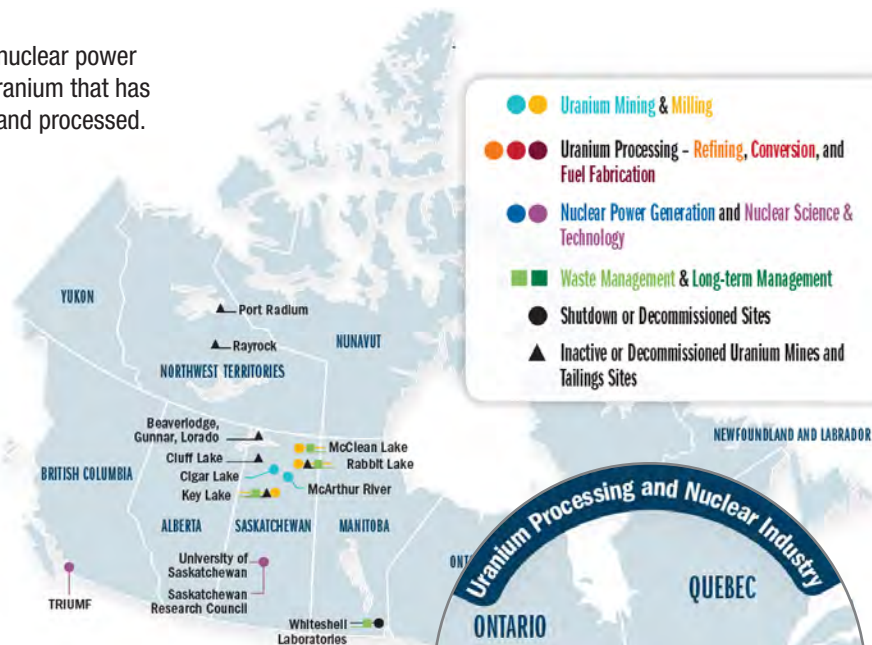 nuclear power
ranium that has
and processed.
Uranium Mining & Milling
Uranium Processing – Refining, Conversion, and
Fuel Fabrication
Nuclear Power Generation and Nuclear Science &
Technology
Waste Management & Long-term Management
Shutdown or Decommissioned Sites
Inactive or Decommissioned Uranium Mines and
Tailings Sites
YUKON
Port Radium
Rayrock
NUNAVUT
NORTHWEST TERRITORIES
Beaverlodge,
Gunnar, Lorado
Cluff Lake
Cigar Lake
Key Lake
McClean Lake
Rabbit Lake
McArthur River
NEWFOUNDLAND AND LABRADOR
BRITISH COLUMBIA
ALBERTA
SASKATCHEWAN
MANITOBA
ONT
University of
Saskatchewan
Saskatchewan
Research Council
TRIUMF
Whiteshell
Laboratories
Uranium Processing and Nuclear Industry
QUEBEC
ONTARIO